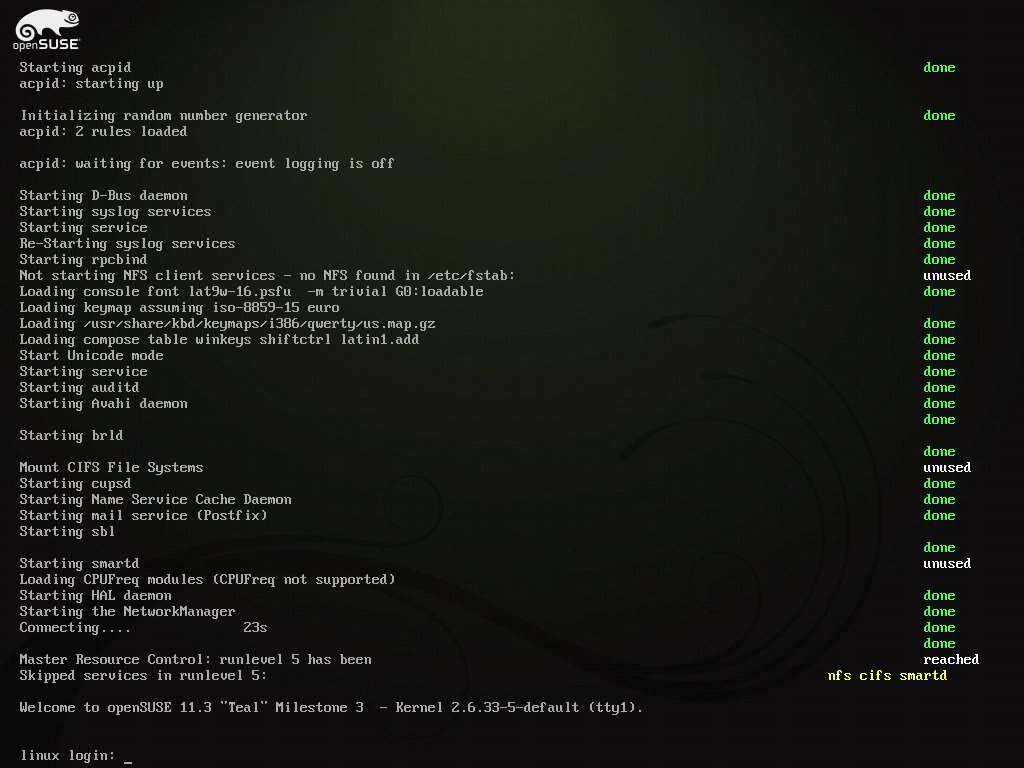 openSUSE
Starting acpid done
acpid: starting up
Initializing random number generator done
acpid: 2 rules loaded
acpid: waiting for events: event logging is off
Starting D-Bus daemon done
Starting syslog services done
Starting service done
Re-Starting syslog services done
Starting rpcbind done
Not starting NFS client services - no NFS found in /etc/fstab: unused
Loading console font lat9w-16.psfu  -m trivial G0:loadable done
Loading keymap assuming iso-8859-15 euro
Loading /usr/share/kbd/keymaps/i386/qwerty/us.map.gz done
Loading compose table winkeys shiftctrl latin1.add done
Start Unicode mode done
Starting service done
Starting auditd done
Starting Avahi daemon done
done
Starting brld
done
Mount CIFS File Systems unused
Starting cupsd done
Starting Name Service Cache Daemon done
Starting mail service (Postfix) done
Starting sbl
done
Starting smartd unused
Loading CPUFreq modules (CPUFreq not supported)
Starting HAL daemon done
Starting the NetworkManager done
Connecting.... 23s done
done
Master Resource Control: runlevel 5 has been reached
Skipped services in runlevel 5: nfs cifs smartd
Welcome to openSUSE 11.3 "Teal" Milestone 3  - Kernel 2.6.33-5-default (tty1).
linux login: _